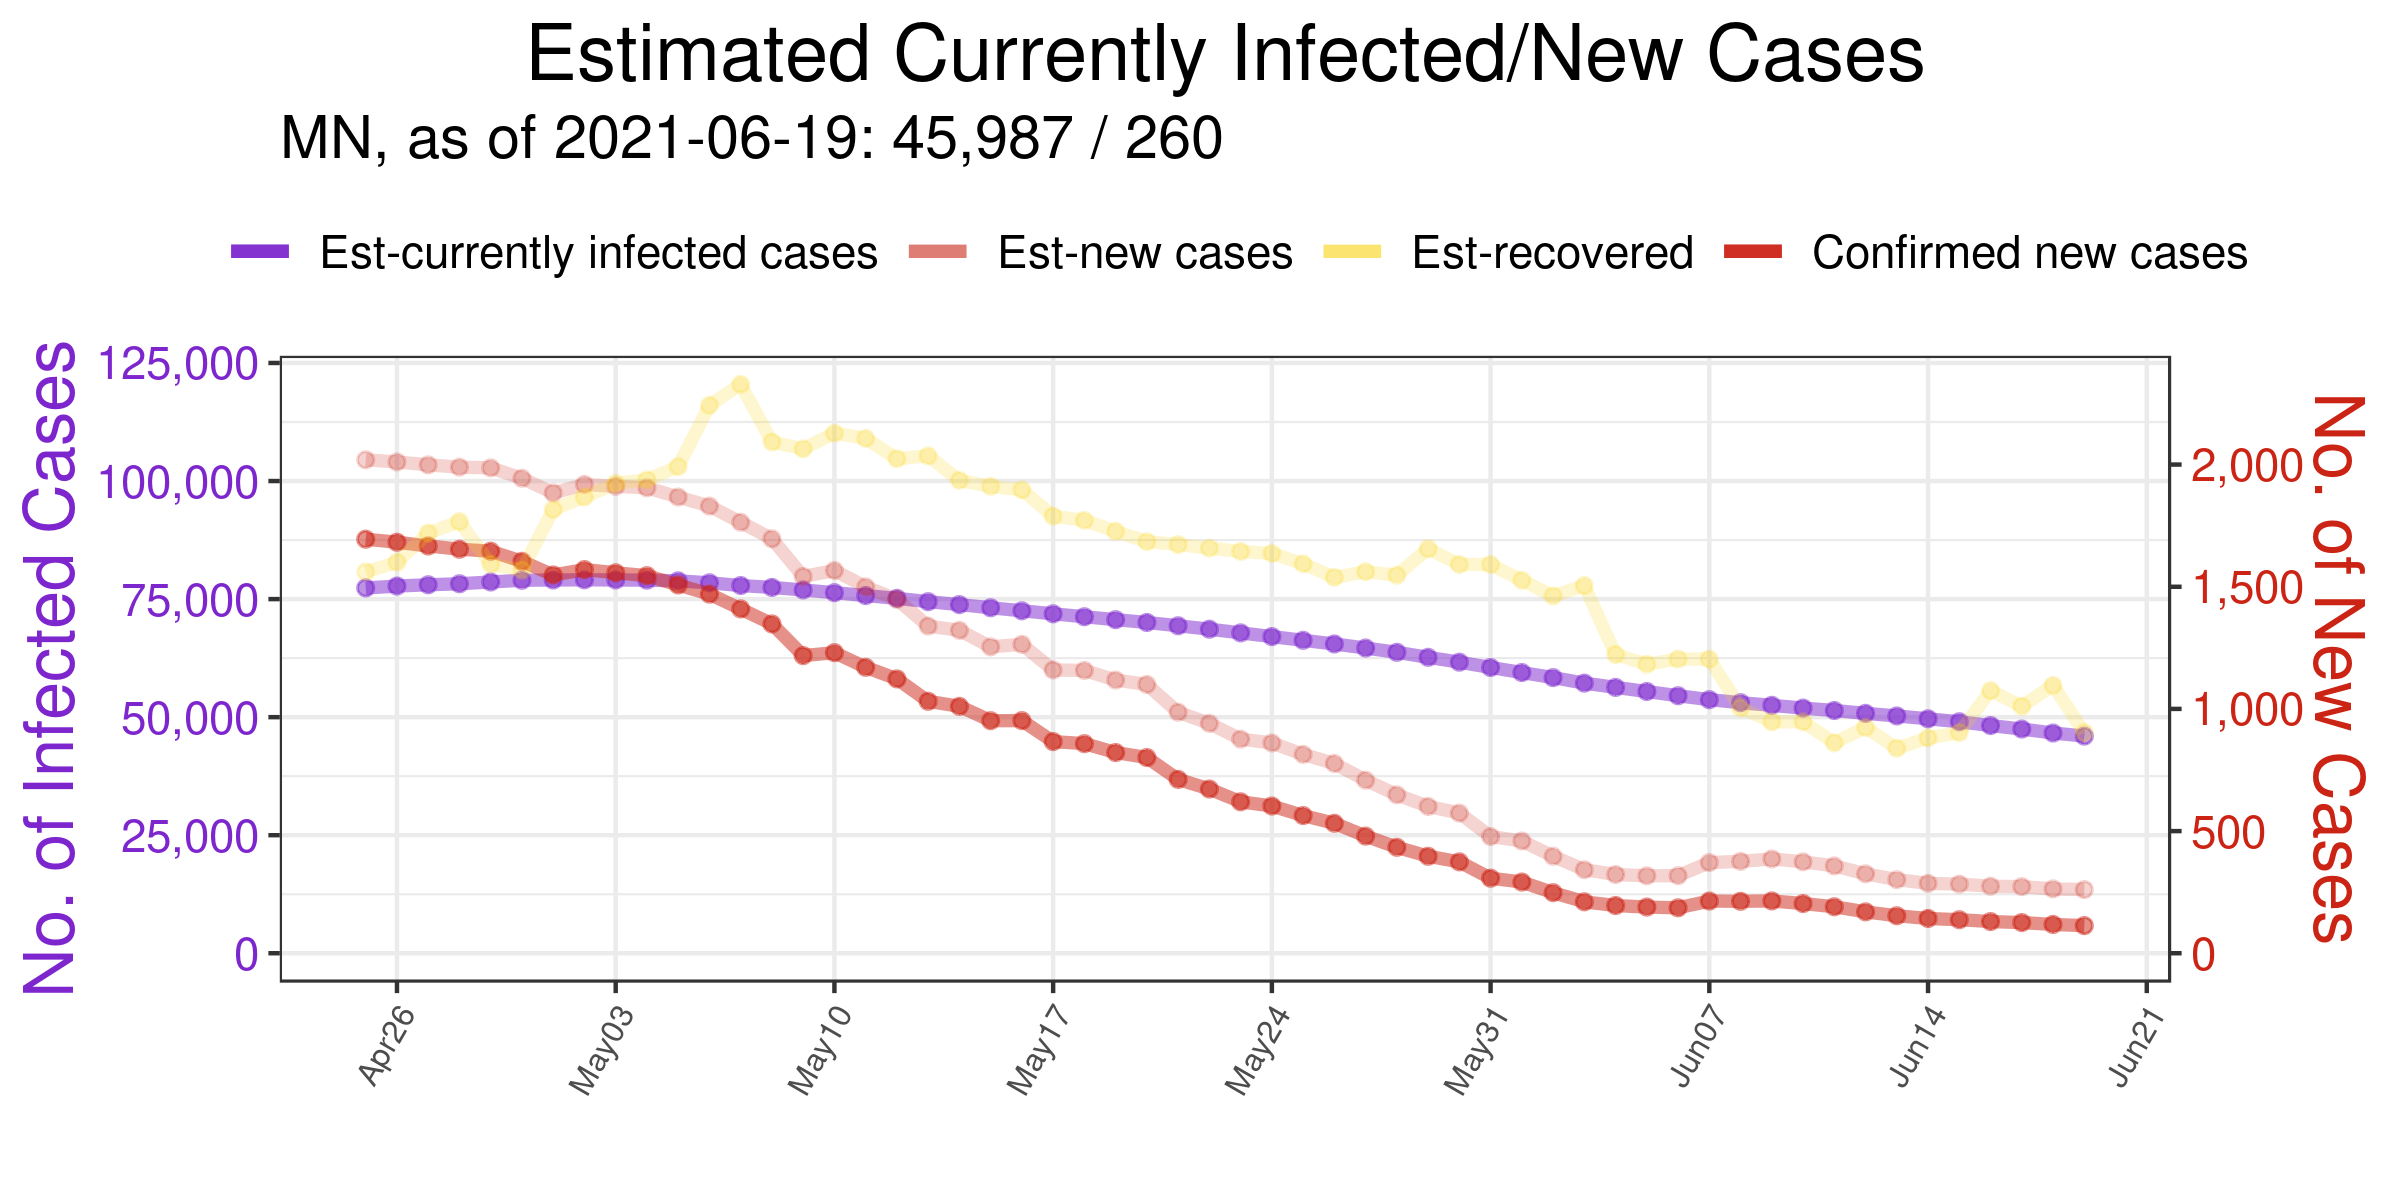 Estimated Currently Infected/New Cases
MN, as of 2021-06-19: 45,987 / 260
Est-currently infected cases Est-new cases Est-recovered Confirmed new cases
No. of Infected Cases
125,000
100,000
75,000
50,000
25,000
0
2,000
1,500
1,000
500
0
No. of New Cases
Apr26 May03 May10 May17 May24 May31 Jun07 Jun14 Jun21